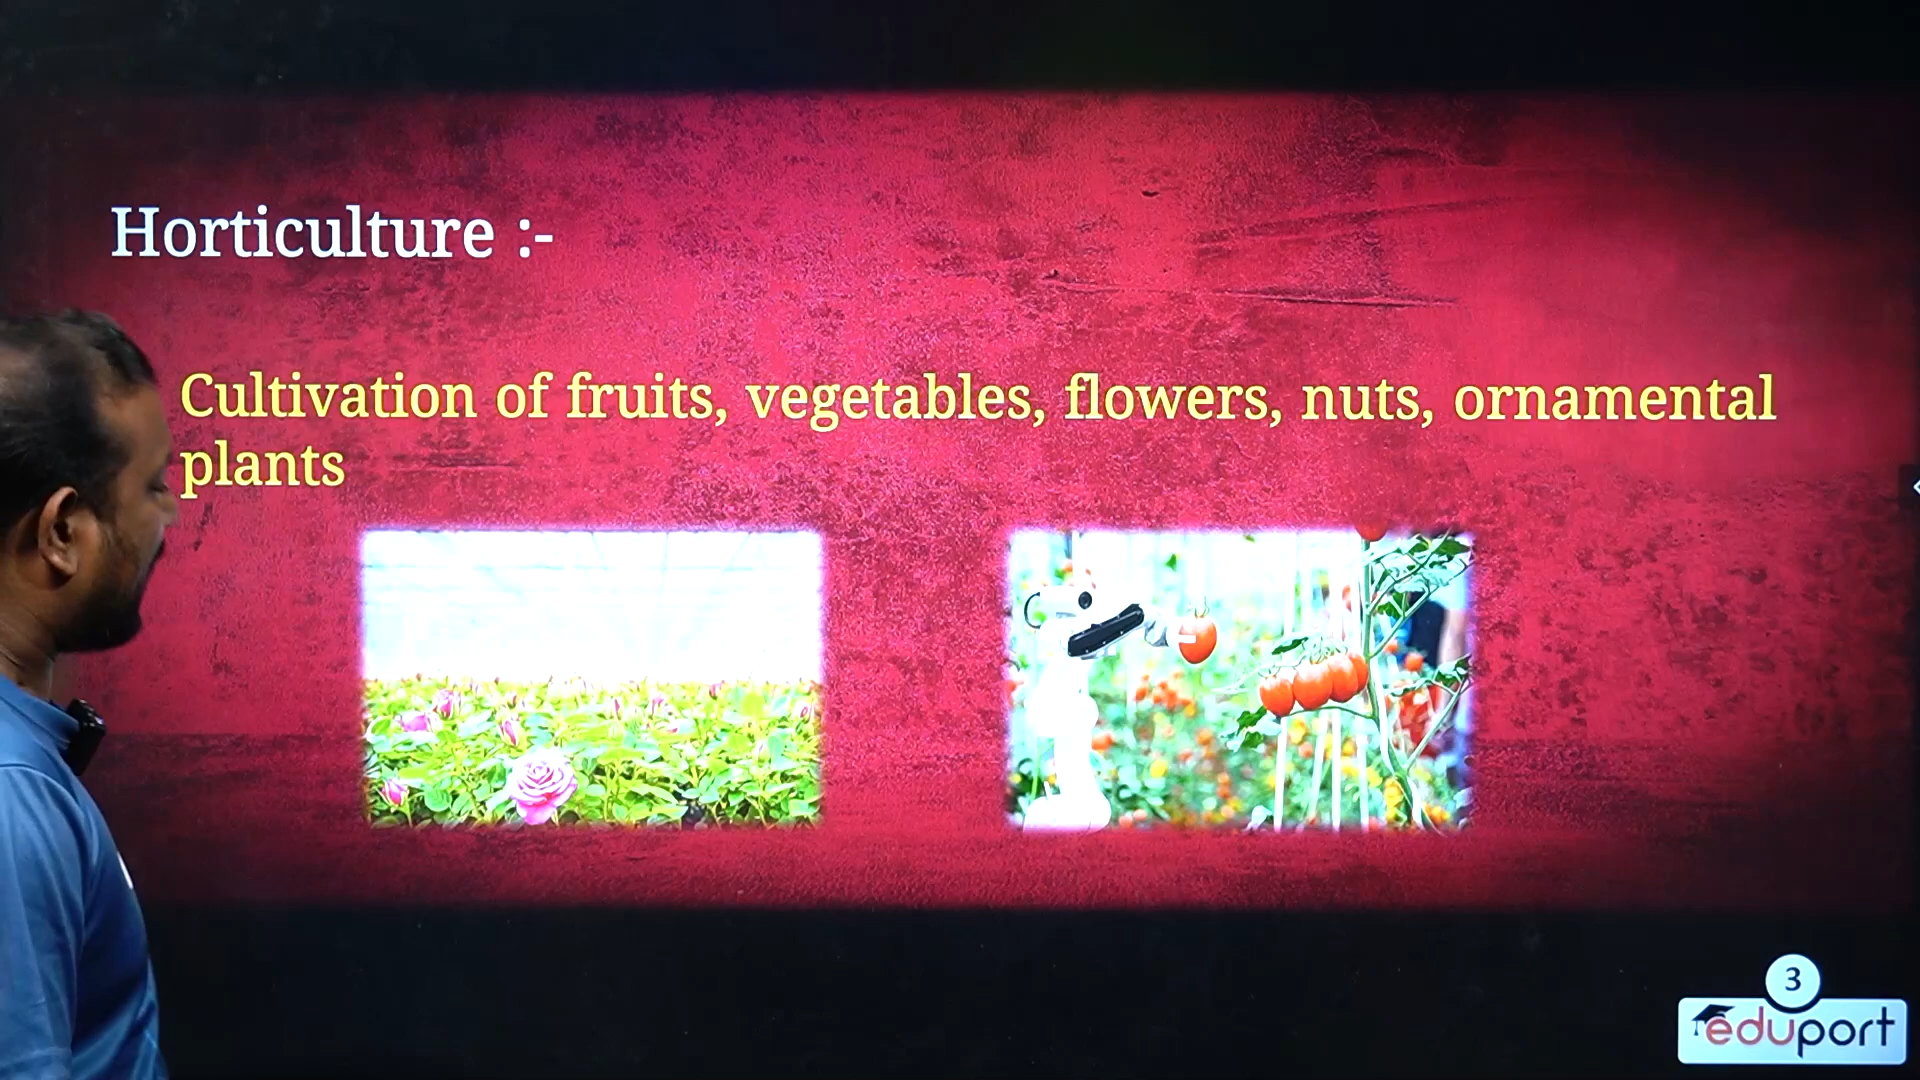 Horticulture :-
Cultivation of fruits, vegetables, flowers, nuts, ornamental
plants
3
eduport